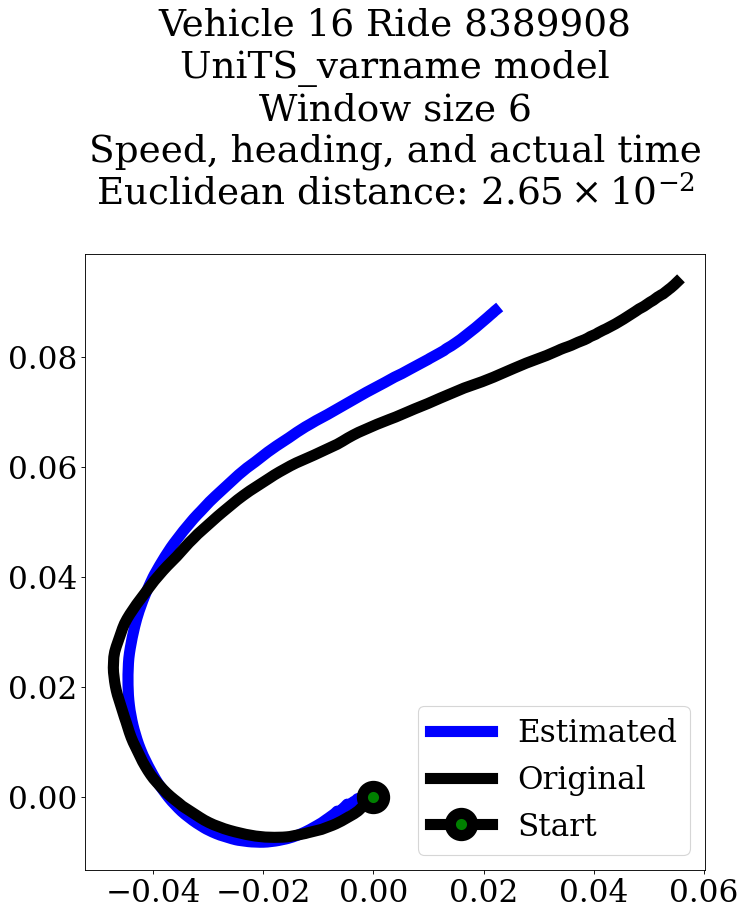 Vehicle 16 Ride 8389908
UniTS_varname model
Window size 6
Speed, heading, and actual time
Euclidean distance: 2.65 × 10⁻²
0.08
0.06
0.04
0.02
0.00
Estimated
Original
Start
−0.04 −0.02 0.00 0.02 0.04 0.06